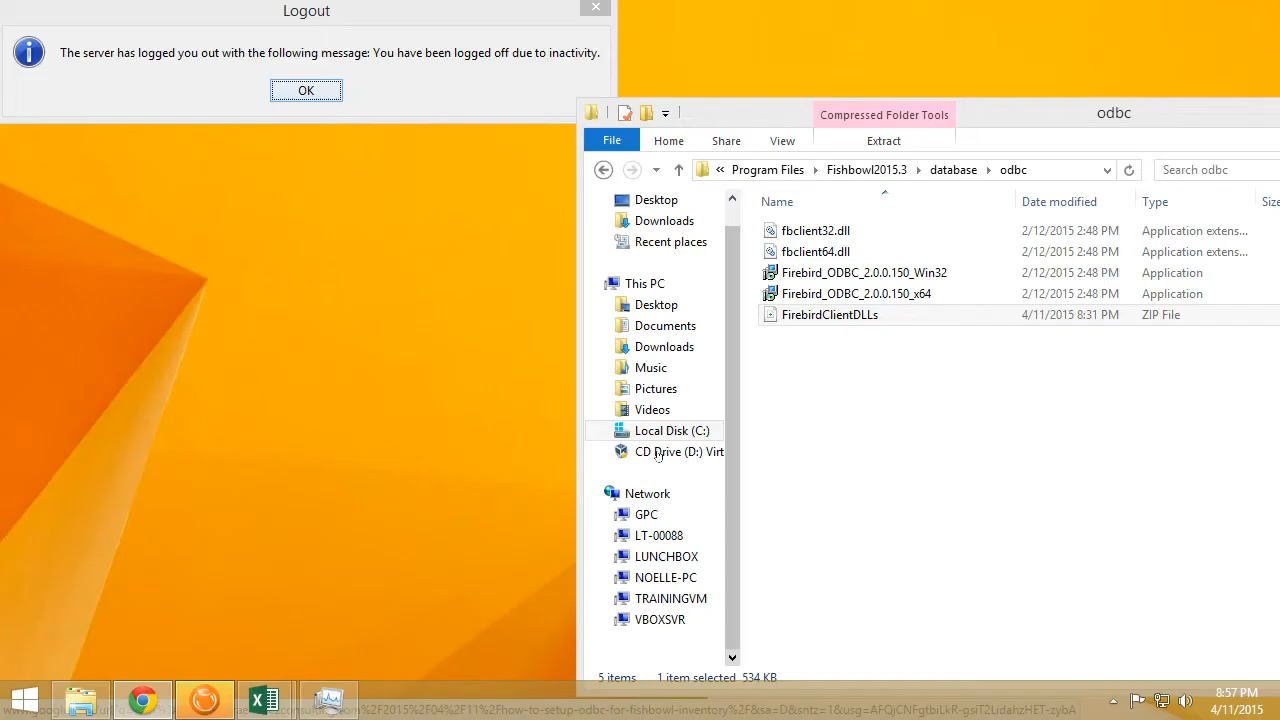 Logout
The server has logged you out with the following message: You have been logged off due to inactivity.
OK
Compressed Folder Tools
odbc
File
Home
Share
View
Extract
« Program Files
Fishbowl2015.3
database
odbc
Search odbc
Name
Date modified
Type
Size
Desktop
Downloads
Recent places
This PC
Desktop
Documents
Downloads
Music
Pictures
Videos
Local Disk (C:)
CD Drive (D:) Virt
Network
GPC
LT-00088
LUNCHBOX
NOELLE-PC
TRAININGVM
VBOXSVR
fbclient32.dll 2/12/2015 2:48 PM Application extens...
fbclient64.dll 2/12/2015 2:48 PM Application extens...
Firebird_ODBC_2.0.0.150_Win32 2/12/2015 2:48 PM Application
Firebird_ODBC_2.0.0.150_x64 2/12/2015 2:48 PM Application
FirebirdClientDLLs 4/11/2015 8:31 PM ZIP File
5 items
1 item selected 534 KB
8:57 PM
4/11/2015